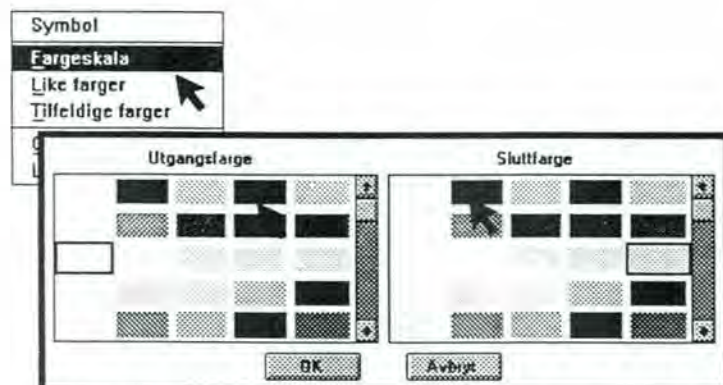 Symbol
Fargeskala
Like farger
Tilfeldige farger
Utgangsfarge Sluttfarge
OK Avbryt